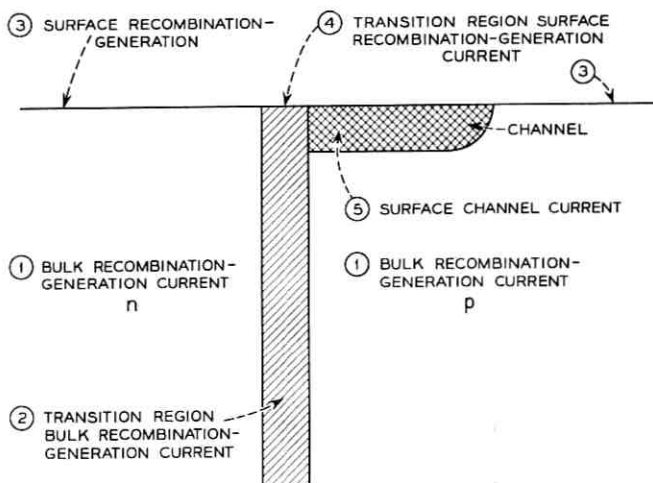 ③ SURFACE RECOMBINATION-
GENERATION
④ TRANSITION REGION SURFACE
RECOMBINATION-GENERATION
CURRENT
③
CHANNEL
⑤ SURFACE CHANNEL CURRENT
① BULK RECOMBINATION-
GENERATION CURRENT
n
① BULK RECOMBINATION-
GENERATION CURRENT
p
② TRANSITION REGION
BULK RECOMBINATION-
GENERATION CURRENT